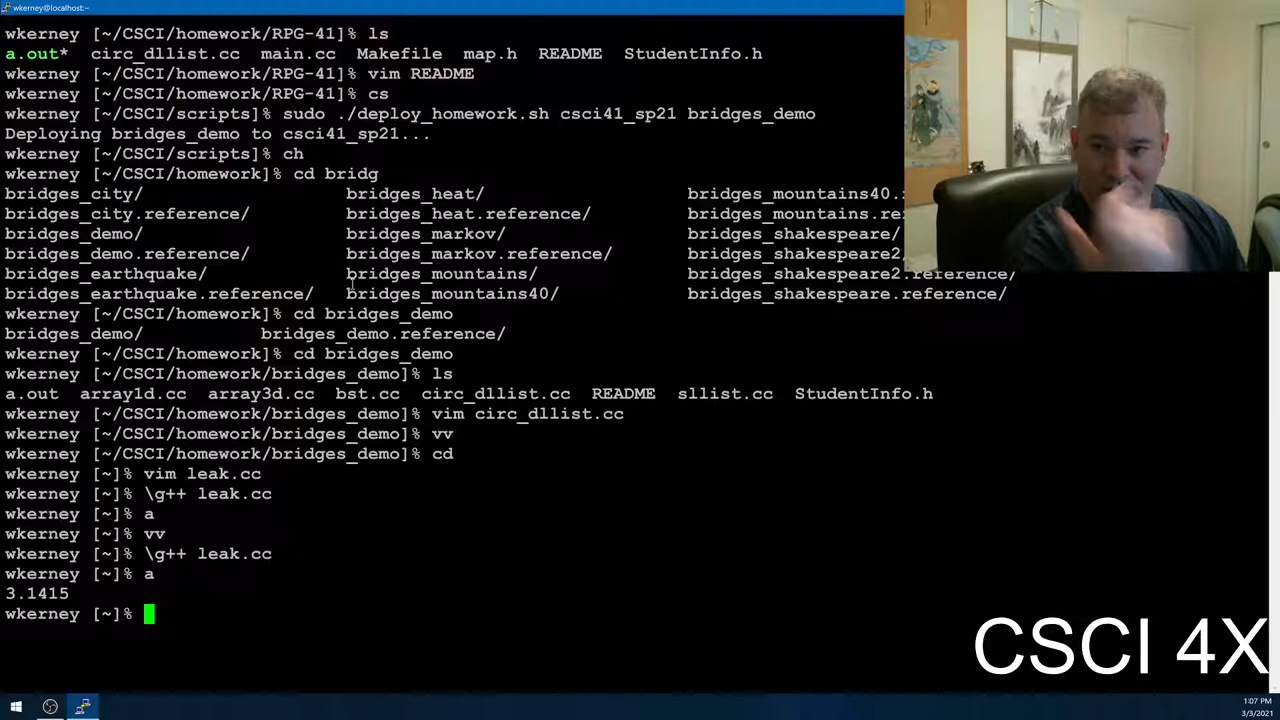 wkerney@localhost:~
wkerney [~/CSCI/homework/RPG-41]% ls
a.out* circ_dllist.cc main.cc Makefile map.h README StudentInfo.h
wkerney [~/CSCI/homework/RPG-41]% vim README
wkerney [~/CSCI/homework/RPG-41]% cs
wkerney [~/CSCI/scripts]% sudo ./deploy_homework.sh csci41_sp21 bridges_demo
Deploying bridges_demo to csci41_sp21...
wkerney [~/CSCI/scripts]% ch
wkerney [~/CSCI/homework]% cd bridg
bridges_city/ bridges_heat/ bridges_mountains40.
bridges_city.reference/ bridges_heat.reference/ bridges_mountains.re
bridges_demo/ bridges_markov/ bridges_shakespeare/
bridges_demo.reference/ bridges_markov.reference/ bridges_shakespeare2
bridges_earthquake/ bridges_mountains/ bridges_shakespeare2.reference/
bridges_earthquake.reference/ bridges_mountains40/ bridges_shakespeare.reference/
wkerney [~/CSCI/homework]% cd bridges_demo
bridges_demo/ bridges_demo.reference/
wkerney [~/CSCI/homework]% cd bridges_demo
wkerney [~/CSCI/homework/bridges_demo]% ls
a.out array1d.cc array3d.cc bst.cc circ_dllist.cc README sllist.cc StudentInfo.h
wkerney [~/CSCI/homework/bridges_demo]% vim circ_dllist.cc
wkerney [~/CSCI/homework/bridges_demo]% vv
wkerney [~/CSCI/homework/bridges_demo]% cd
wkerney [~]% vim leak.cc
wkerney [~]% \g++ leak.cc
wkerney [~]% a
wkerney [~]% vv
wkerney [~]% \g++ leak.cc
wkerney [~]% a
3.1415
wkerney [~]%
CSCI 4X
1:07 PM
3/3/2021